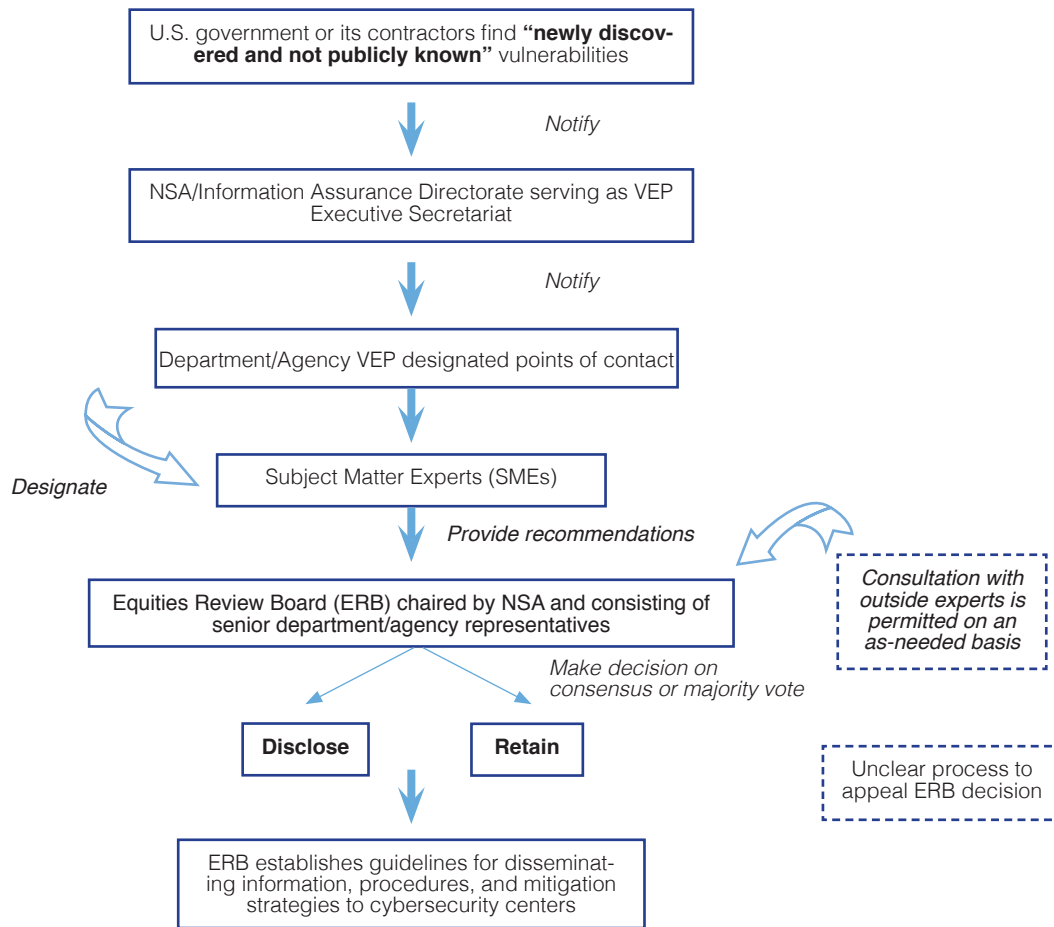 U.S. government or its contractors find “newly discov-
ered and not publicly known” vulnerabilities
Notify
NSA/Information Assurance Directorate serving as VEP
Executive Secretariat
Notify
Department/Agency VEP designated points of contact
Designate
Subject Matter Experts (SMEs)
Provide recommendations
Equities Review Board (ERB) chaired by NSA and consisting of
senior department/agency representatives
Consultation with
outside experts is
permitted on an
as-needed basis
Make decision on
consensus or majority vote
Disclose
Retain
Unclear process to
appeal ERB decision
ERB establishes guidelines for disseminat-
ing information, procedures, and mitigation
strategies to cybersecurity centers